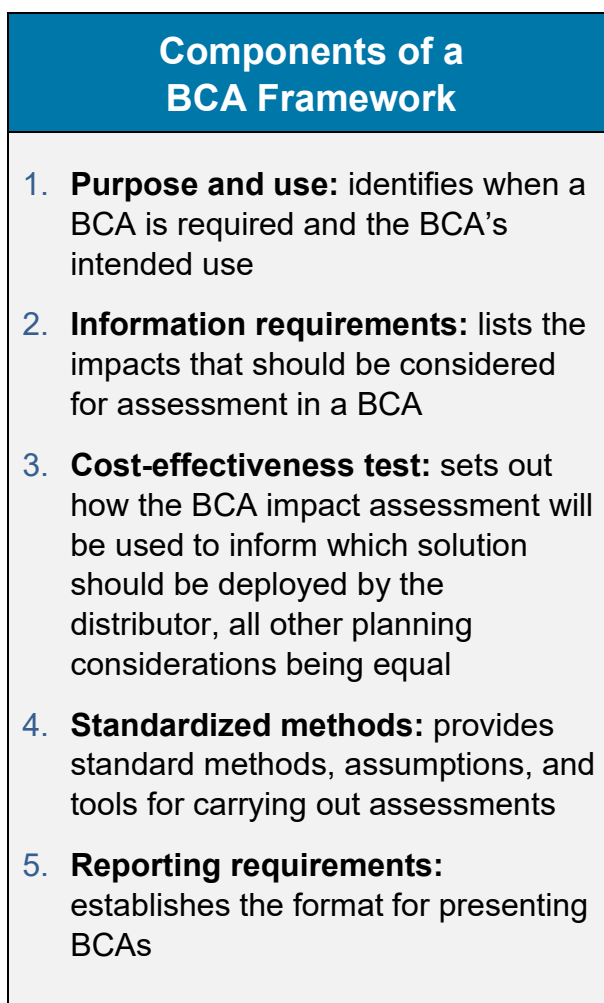 Components of a
BCA Framework
1. Purpose and use: identifies when a
BCA is required and the BCA’s
intended use
2. Information requirements: lists the
impacts that should be considered
for assessment in a BCA
3. Cost-effectiveness test: sets out
how the BCA impact assessment will
be used to inform which solution
should be deployed by the
distributor, all other planning
considerations being equal
4. Standardized methods: provides
standard methods, assumptions, and
tools for carrying out assessments
5. Reporting requirements:
establishes the format for presenting
BCAs